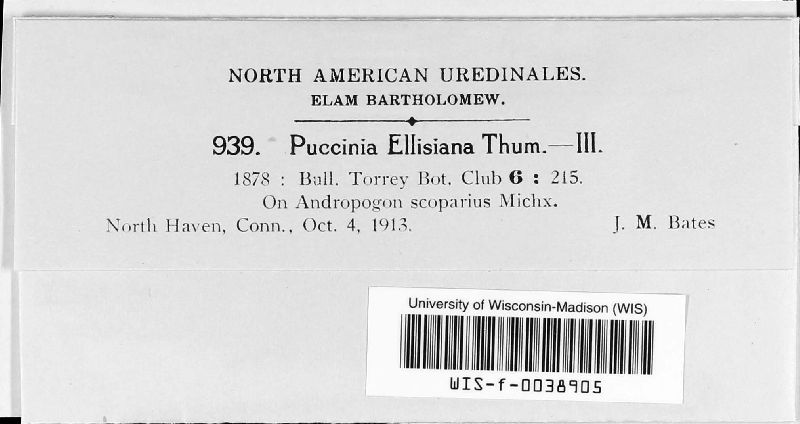 NORTH AMERICAN UREDINALES.
ELAM BARTHOLOMEW.
939. Puccinia Ellisiana Thum.—III.
1878 : Bull. Torrey Bot. Club 6 : 215.
On Andropogon scoparius Michx.
North Haven, Conn., Oct. 4, 1913. J. M. Bates
University of Wisconsin-Madison (WIS)
WIS-f-0038905